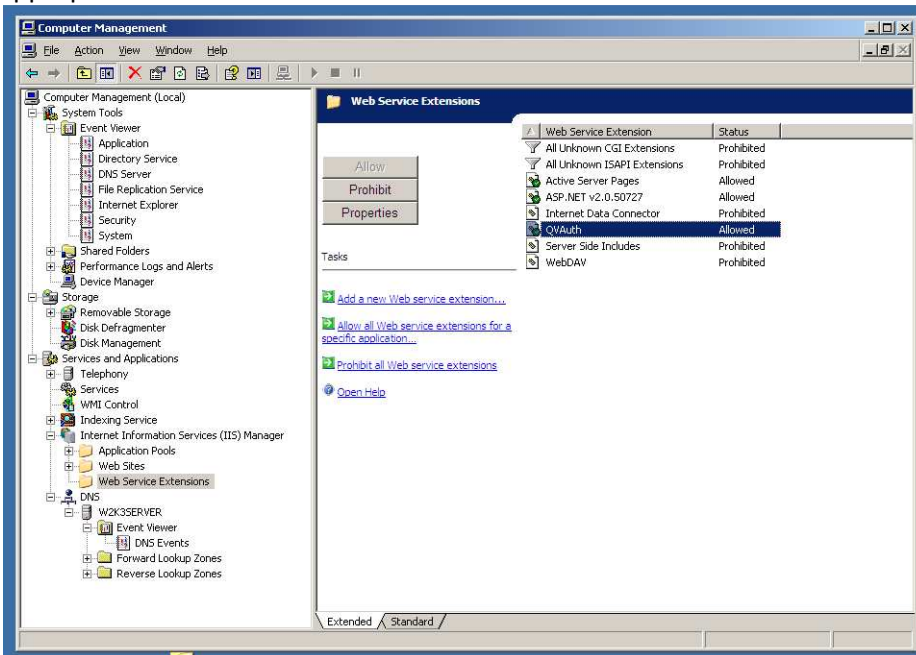 Computer Management
File Action View Window Help
Computer Management (Local)
System Tools
Event Viewer
Application
Directory Service
DNS Server
File Replication Service
Internet Explorer
Security
System
Shared Folders
Performance Logs and Alerts
Device Manager
Storage
Removable Storage
Disk Defragmenter
Disk Management
Services and Applications
Telephony
Services
WMI Control
Indexing Service
Internet Information Services (IIS) Manager
Application Pools
Web Sites
Web Service Extensions
DNS
W2K3SERVER
Event Viewer
DNS Events
Forward Lookup Zones
Reverse Lookup Zones
Web Service Extensions
Allow
Prohibit
Properties
Tasks
Add a new Web service extension...
Allow all Web service extensions for a
specific application...
Prohibit all Web service extensions
Open Help
Web Service Extension Status
All Unknown CGI Extensions Prohibited
All Unknown ISAPI Extensions Prohibited
Active Server Pages Allowed
ASP.NET v2.0.50727 Allowed
Internet Data Connector Prohibited
QVAuth Allowed
Server Side Includes Prohibited
WebDAV Prohibited
Extended Standard